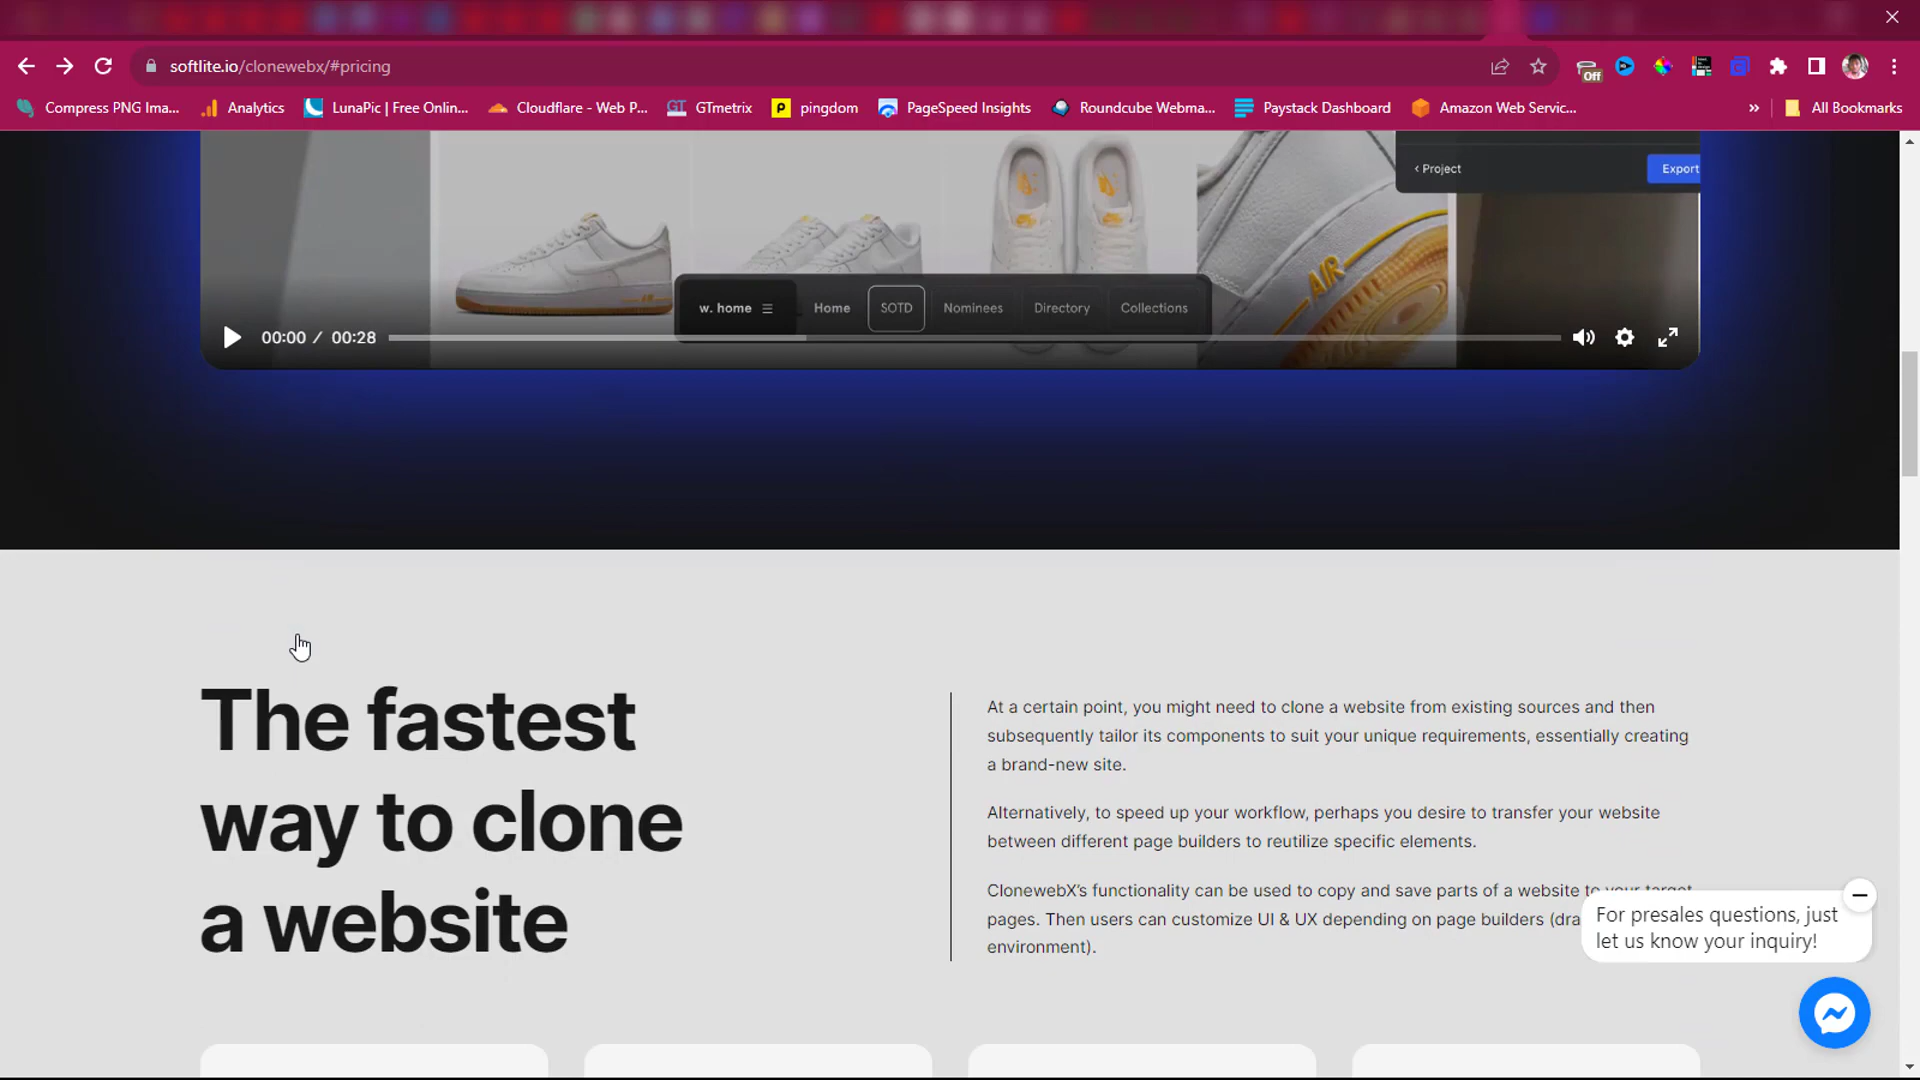 softlite.io/clonewebx/#pricing
Off
Compress PNG Ima...
Analytics
LunaPic | Free Onlin...
Cloudflare - Web P...
GT
GTmetrix
pingdom
PageSpeed Insights
Roundcube Webma...
Paystack Dashboard
Amazon Web Servic...
»
All Bookmarks
‹ Project
Export
AIR
w. home
Home
SOTD
Nominees
Directory
Collections
00:00 / 00:28
The fastest
way to clone
a website
At a certain point, you might need to clone a website from existing sources and then
subsequently tailor its components to suit your unique requirements, essentially creating
a brand-new site.
Alternatively, to speed up your workflow, perhaps you desire to transfer your website
between different page builders to reutilize specific elements.
ClonewebX's functionality can be used to copy and save parts of a website to your target
pages. Then users can customize UI & UX depending on page builders (dra
environment).
For presales questions, just
let us know your inquiry!